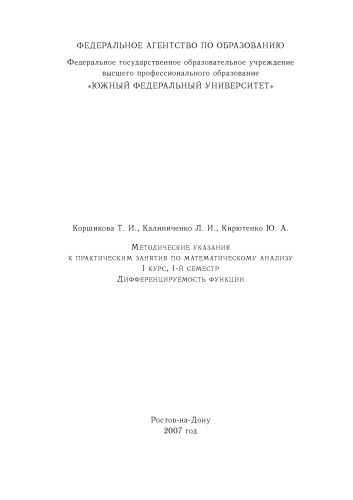 ФЕДЕРАЛЬНОЕ АГЕНТСТВО ПО ОБРАЗОВАНИЮ
Федеральное государственное образовательное учреждение
высшего профессионального образование
«ЮЖНЫЙ ФЕДЕРАЛЬНЫЙ УНИВЕРСИТЕТ»
Коршикова Т. И., Калиниченко Л. И., Кирютенко Ю. А.
Методические указания
к практическим занятия по математическому анализу
I курс, 1-й семестр
Дифференцируемость функции
Ростов-на-Дону
2007 год